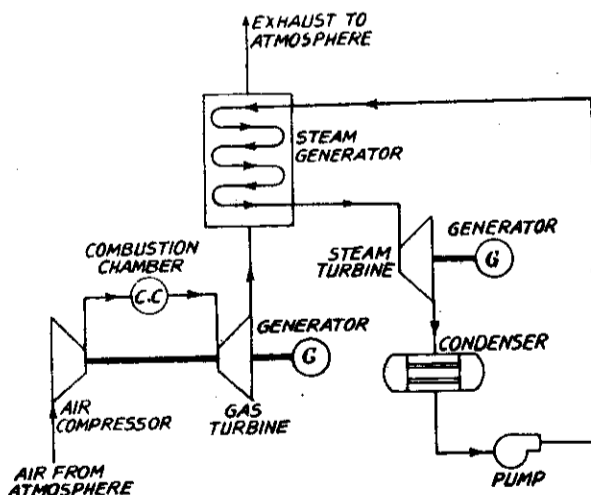 EXHAUST TO
ATMOSPHERE
STEAM
GENERATOR
COMBUSTION
CHAMBER
C.C
STEAM
TURBINE
GENERATOR
G
GENERATOR
G
CONDENSER
AIR
COMPRESSOR
GAS
TURBINE
AIR FROM
ATMOSPHERE
PUMP